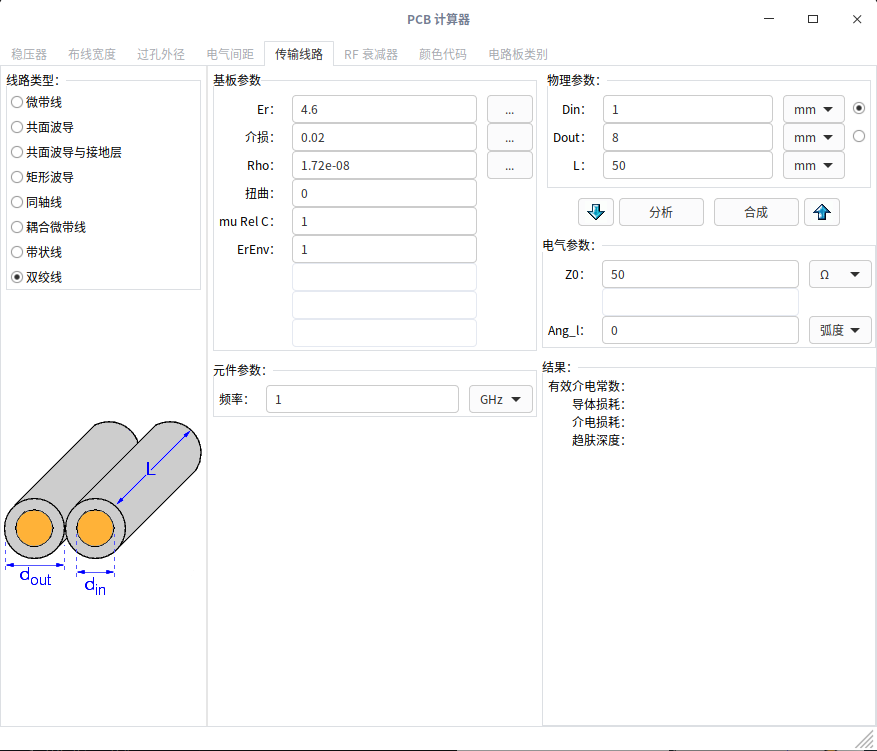 PCB 计算器
稳压器 布线宽度 过孔外径 电气间距 传输线路 RF 衰减器 颜色代码 电路板类别
线路类型:
微带线
共面波导
共面波导与接地层
矩形波导
同轴线
耦合微带线
带状线
双绞线
L
dout
din
基板参数
Er: 4.6 ...
介损: 0.02 ...
Rho: 1.72e-08 ...
扭曲: 0
mu Rel C: 1
ErEnv: 1
元件参数:
频率: 1 GHz
物理参数:
Din: 1 mm
Dout: 8 mm
L: 50 mm
分析 合成
电气参数:
Z0: 50 Ω
Ang_l: 0 弧度
结果:
有效介电常数:
导体损耗:
介电损耗:
趋肤深度: